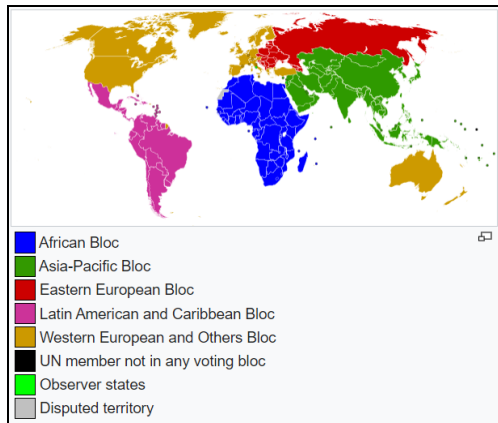 African Bloc
Asia-Pacific Bloc
Eastern European Bloc
Latin American and Caribbean Bloc
Western European and Others Bloc
UN member not in any voting bloc
Observer states
Disputed territory